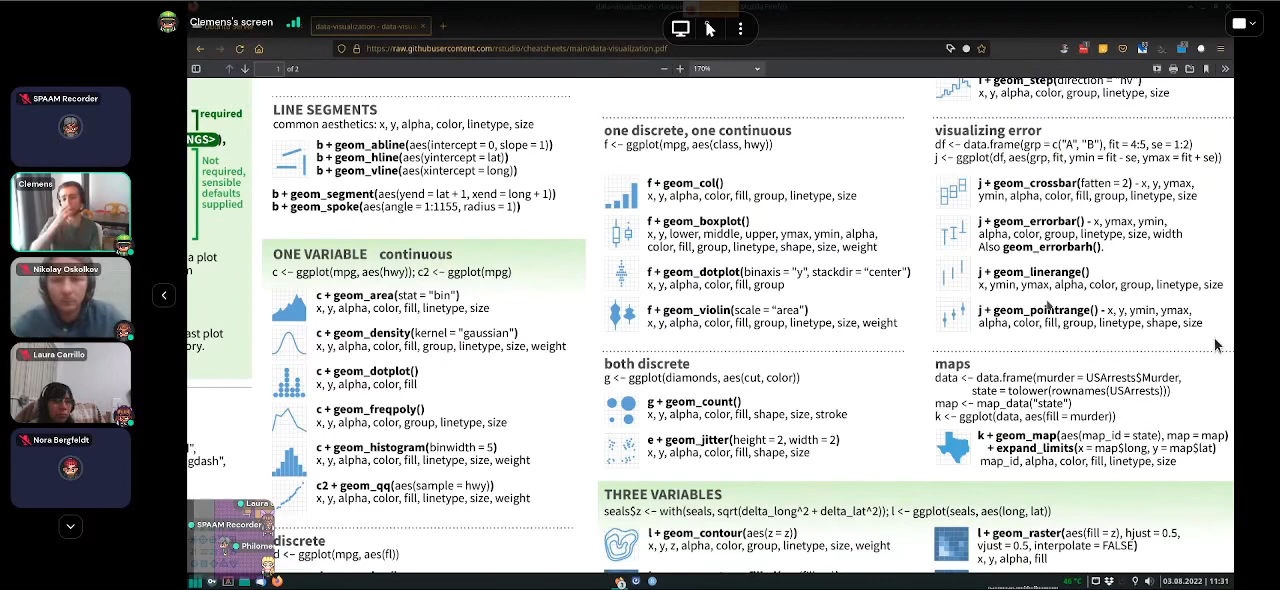 Clemens's screen
data-visualization - data-visua
https://raw.githubusercontent.com/rstudio/cheatsheets/main/data-visualization.pdf
1 of 2
170%
SPAAM Recorder
Clemens
Nikolay Oskolkov
Laura Carrillo
Nora Bergfeldt
required
NGS>),
Not
required,
sensible
defaults
supplied
a plot
m
ast plot
ory.
",
gdash",
LINE SEGMENTS
common aesthetics: x, y, alpha, color, linetype, size
b + geom_abline(aes(intercept = 0, slope = 1))
b + geom_hline(aes(yintercept = lat))
b + geom_vline(aes(xintercept = long))
b + geom_segment(aes(yend = lat + 1, xend = long + 1))
b + geom_spoke(aes(angle = 1:1155, radius = 1))
ONE VARIABLE continuous
c <- ggplot(mpg, aes(hwy)); c2 <- ggplot(mpg)
c + geom_area(stat = "bin")
x, y, alpha, color, fill, linetype, size
c + geom_density(kernel = "gaussian")
x, y, alpha, color, fill, group, linetype, size, weight
c + geom_dotplot()
x, y, alpha, color, fill
c + geom_freqpoly()
x, y, alpha, color, group, linetype, size
c + geom_histogram(binwidth = 5)
x, y, alpha, color, fill, linetype, size, weight
c2 + geom_qq(aes(sample = hwy))
x, y, alpha, color, fill, linetype, size, weight
discrete
d <- ggplot(mpg, aes(fl))
Laura
SPAAM Recorder
Philome
one discrete, one continuous
f <- ggplot(mpg, aes(class, hwy))
f + geom_col()
x, y, alpha, color, fill, group, linetype, size
f + geom_boxplot()
x, y, lower, middle, upper, ymax, ymin, alpha,
color, fill, group, linetype, shape, size, weight
f + geom_dotplot(binaxis = "y", stackdir = "center")
x, y, alpha, color, fill, group
f + geom_violin(scale = "area")
x, y, alpha, color, fill, group, linetype, size, weight
both discrete
g <- ggplot(diamonds, aes(cut, color))
g + geom_count()
x, y, alpha, color, fill, shape, size, stroke
e + geom_jitter(height = 2, width = 2)
x, y, alpha, color, fill, shape, size
THREE VARIABLES
seals$z <- with(seals, sqrt(delta_long^2 + delta_lat^2)); l <- ggplot(seals, aes(long, lat))
l + geom_contour(aes(z = z))
x, y, z, alpha, color, group, linetype, size, weight
i + geom_step(direction = "hv")
x, y, alpha, color, group, linetype, size
visualizing error
df <- data.frame(grp = c("A", "B"), fit = 4:5, se = 1:2)
j <- ggplot(df, aes(grp, fit, ymin = fit - se, ymax = fit + se))
j + geom_crossbar(fatten = 2) - x, y, ymax,
ymin, alpha, color, fill, group, linetype, size
j + geom_errorbar() - x, ymax, ymin,
alpha, color, group, linetype, size, width
Also geom_errorbarh().
j + geom_linerange()
x, ymin, ymax, alpha, color, group, linetype, size
j + geom_pointrange() - x, y, ymin, ymax,
alpha, color, fill, group, linetype, shape, size
maps
data <- data.frame(murder = USArrests$Murder,
state = tolower(rownames(USArrests)))
map <- map_data("state")
k <- ggplot(data, aes(fill = murder))
k + geom_map(aes(map_id = state), map = map)
+ expand_limits(x = map$long, y = map$lat)
map_id, alpha, color, fill, linetype, size
l + geom_raster(aes(fill = z), hjust = 0.5,
vjust = 0.5, interpolate = FALSE)
x, y, alpha, fill
46 °C
03.08.2022 | 11:31